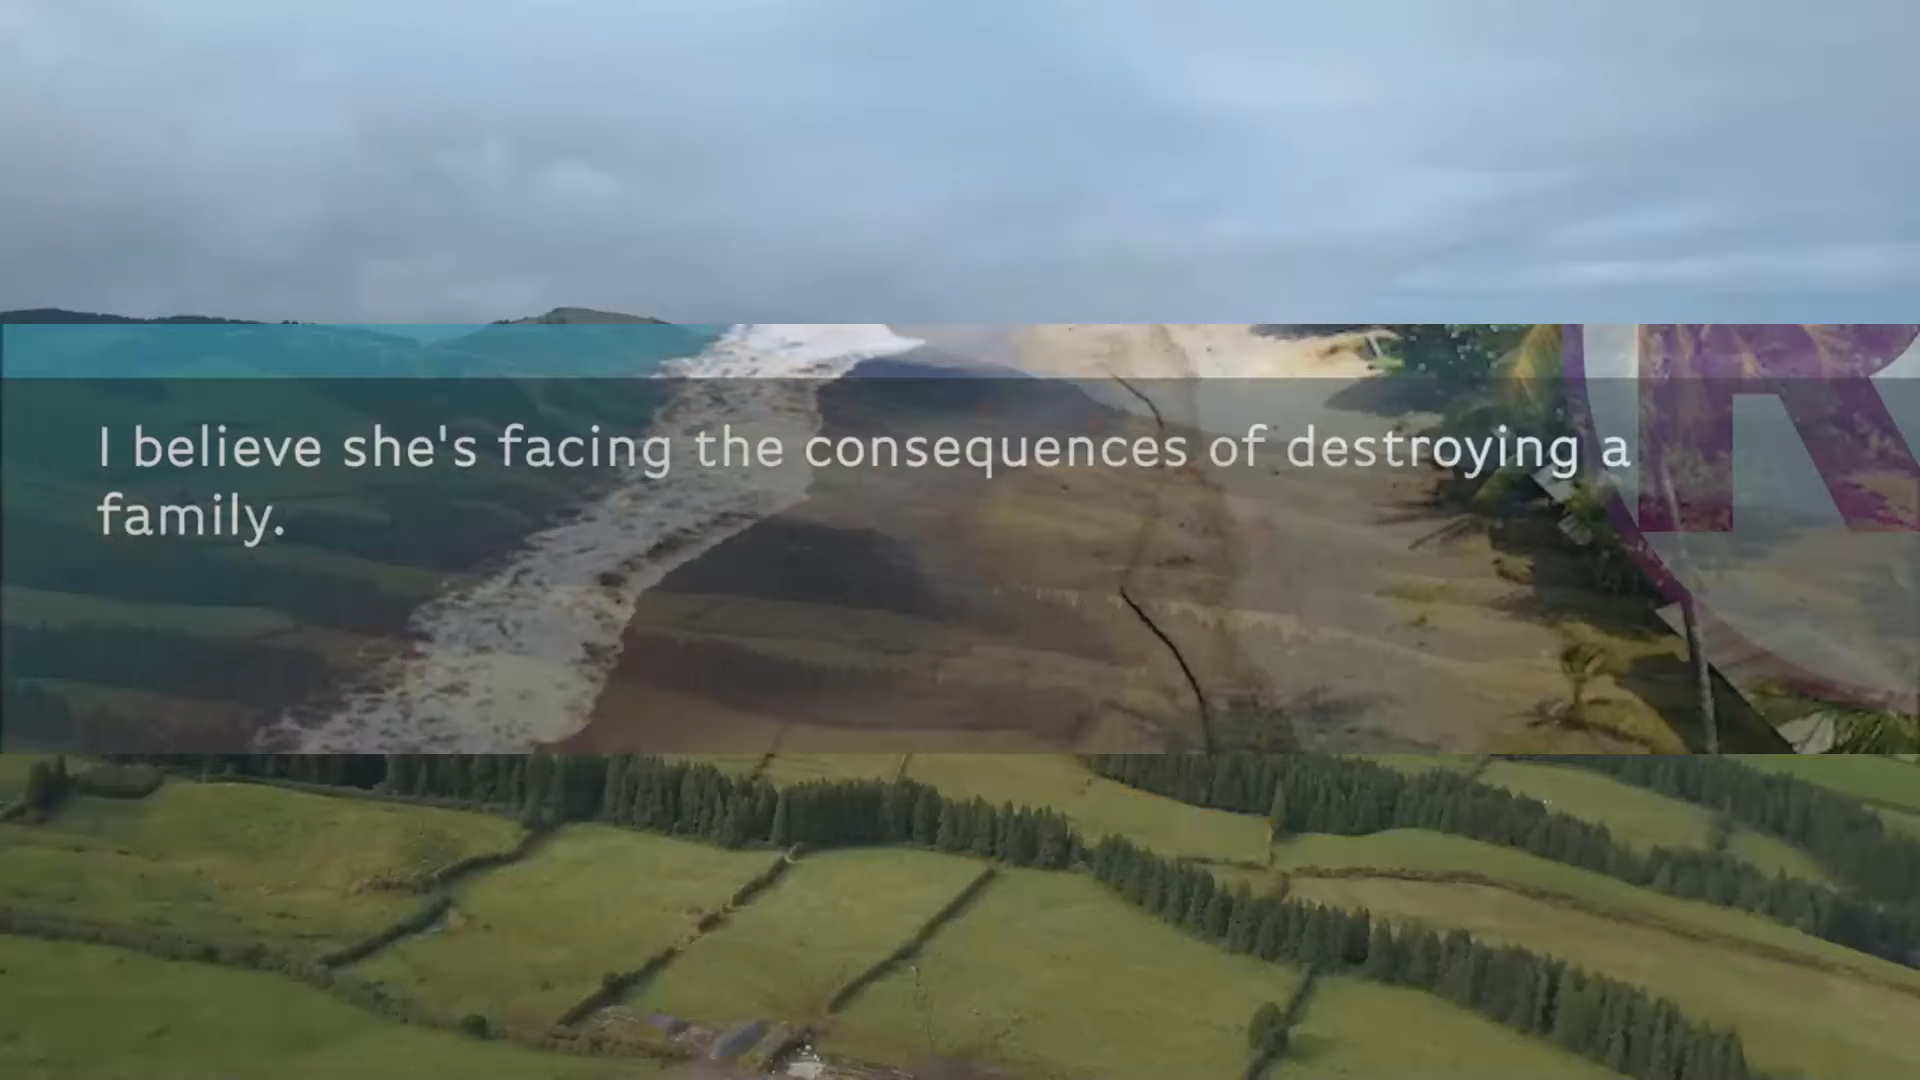 I believe she's facing the consequences of destroying a
family.
R